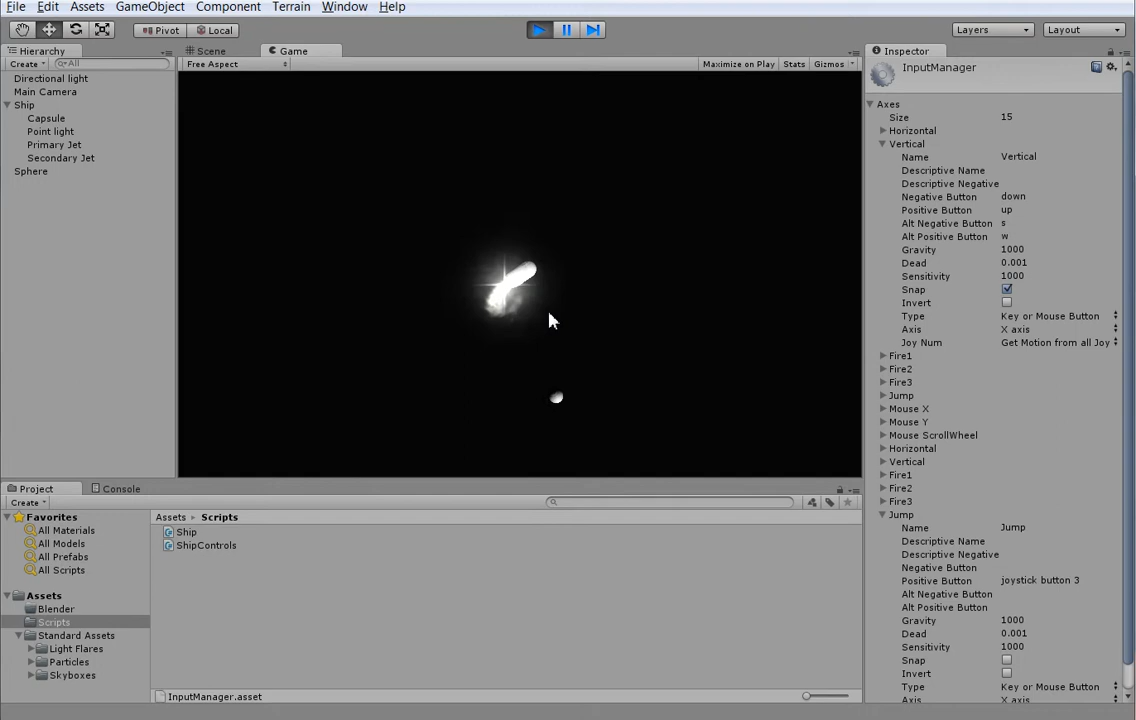 File Edit Assets GameObject Component Terrain Window Help
Pivot Local Layers Layout
Hierarchy
Create All
Directional light
Main Camera
Ship
Capsule
Point light
Primary Jet
Secondary Jet
Sphere
Scene Game
Free Aspect Maximize on Play Stats Gizmos
Inspector
InputManager
Axes
Size 15
Horizontal
Vertical
Name Vertical
Descriptive Name
Descriptive Negative
Negative Button down
Positive Button up
Alt Negative Button s
Alt Positive Button w
Gravity 1000
Dead 0.001
Sensitivity 1000
Snap
Invert
Type Key or Mouse Button
Axis X axis
Joy Num Get Motion from all Joy
Fire1
Fire2
Fire3
Jump
Mouse X
Mouse Y
Mouse ScrollWheel
Horizontal
Vertical
Fire1
Fire2
Fire3
Jump
Name Jump
Descriptive Name
Descriptive Negative
Negative Button
Positive Button joystick button 3
Alt Negative Button
Alt Positive Button
Gravity 1000
Dead 0.001
Sensitivity 1000
Snap
Invert
Type Key or Mouse Button
Axis X axis
Project Console
Create
Favorites
All Materials
All Models
All Prefabs
All Scripts
Assets
Blender
Scripts
Standard Assets
Light Flares
Particles
Skyboxes
Assets Scripts
Ship
ShipControls
InputManager.asset